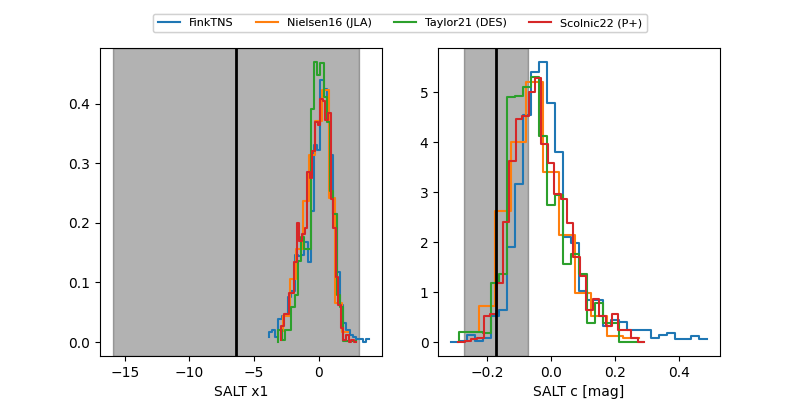 FinkTNS Nielsen16 (JLA) Taylor21 (DES) Scolnic22 (P+)
0.4
0.3
0.2
0.1
0.0
−15 −10 −5 0
SALT x1
5
4
3
2
1
0
−0.2 0.0 0.2 0.4
SALT c [mag]